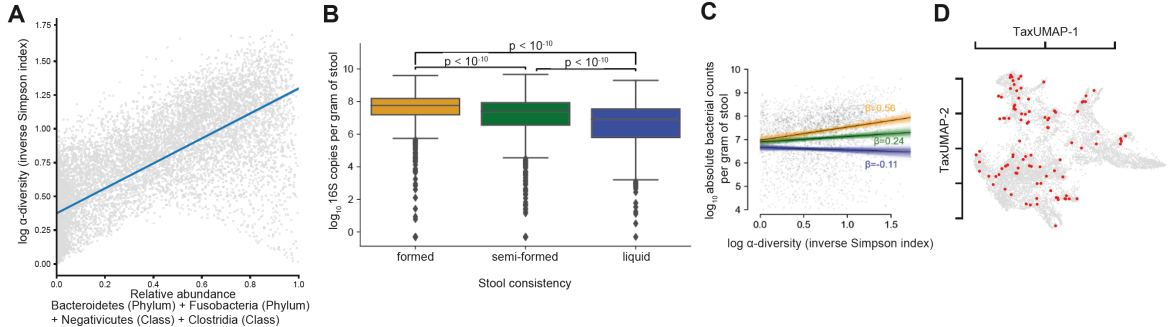 A
log α-diversity (inverse Simpson index)
1.75
1.50
1.25
1.00
0.75
0.50
0.25
0.00
0.0
0.2
0.4
0.6
0.8
1.0
Relative abundance
Bacteroidetes (Phylum) + Fusobacteria (Phylum)
+ Negativicutes (Class) + Clostridia (Class)
B
log10 16S copies per gram of stool
10
8
6
4
2
0
p < 10-10
p < 10-10
p < 10-10
formed
semi-formed
liquid
Stool consistency
C
log10 absolute bacterial counts
per gram of stool
10
9
8
7
6
5
4
β=0.56
β=0.24
β=-0.11
0.0
0.5
1.0
1.5
log α-diversity (inverse Simpson index)
D
TaxUMAP-1
TaxUMAP-2